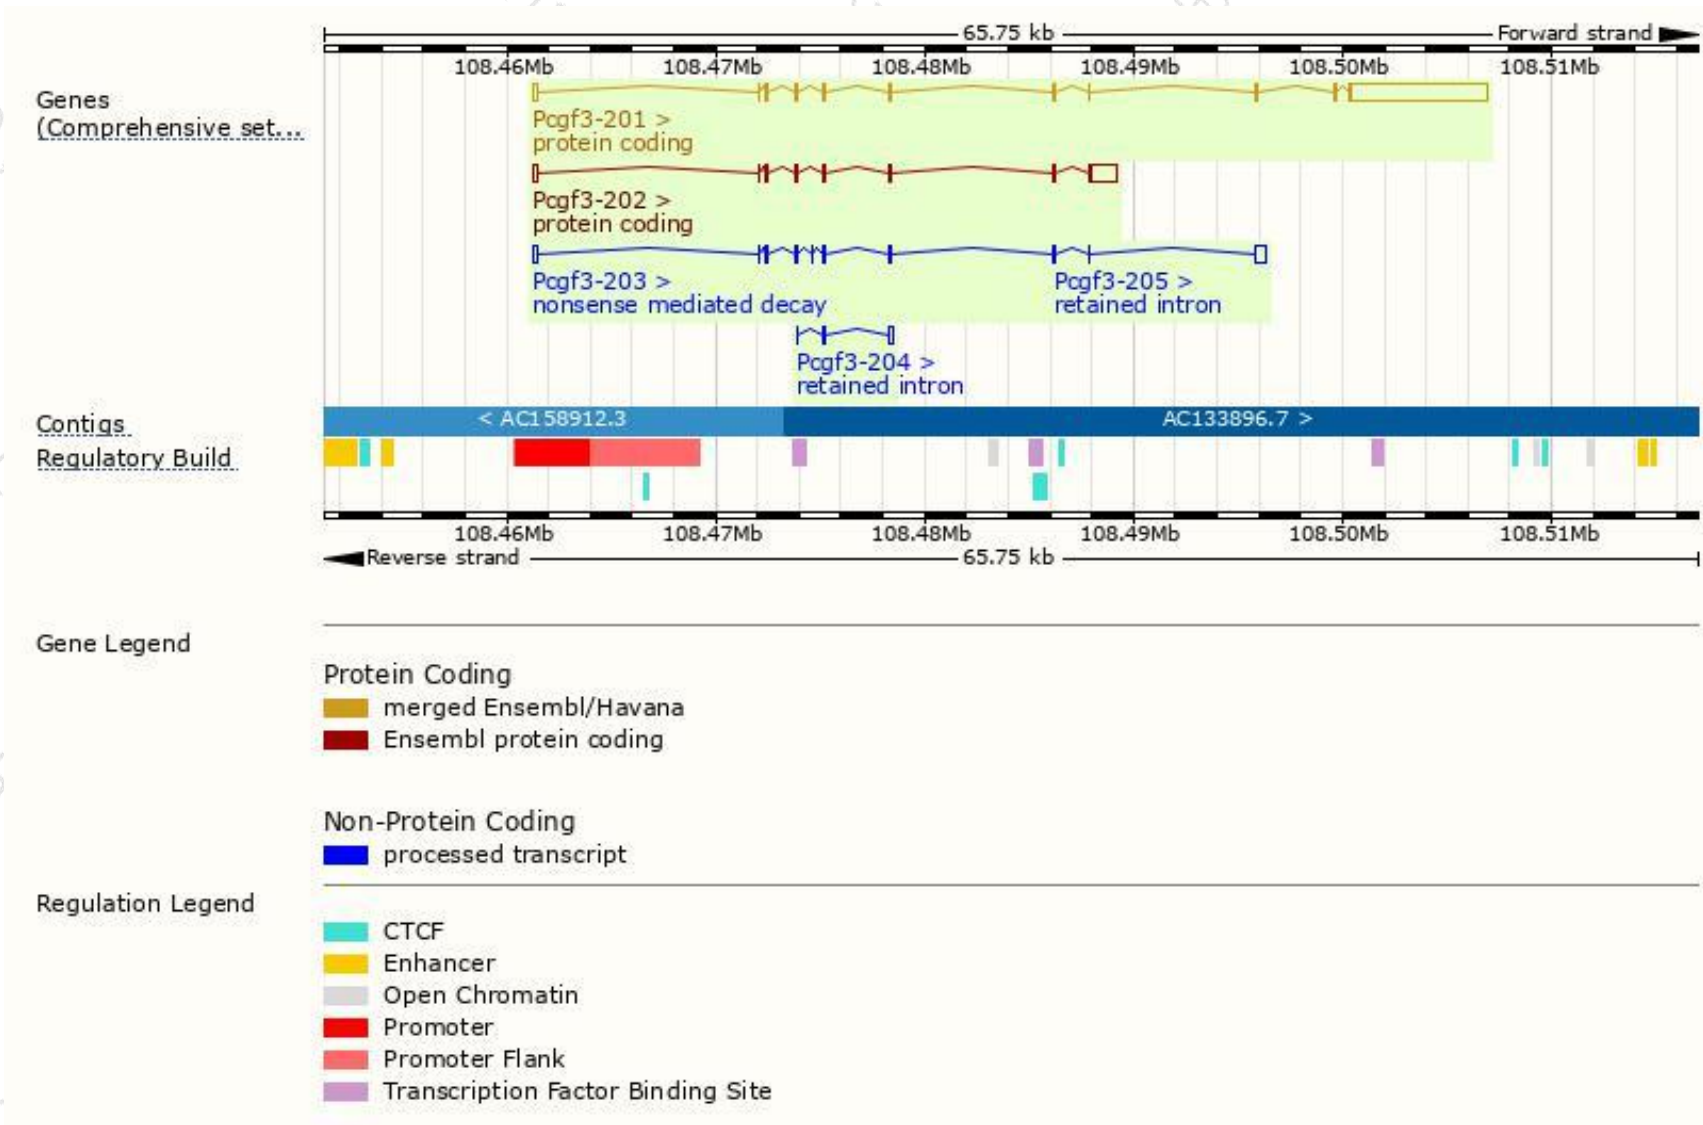 65.75 kb Forward strand
108.46Mb 108.47Mb 108.48Mb 108.49Mb 108.50Mb 108.51Mb
Genes
(Comprehensive set...
Pcgf3-201 >
protein coding
Pcgf3-202 >
protein coding
Pcgf3-203 > Pcgf3-205 >
nonsense mediated decay retained intron
Pcgf3-204 >
retained intron
Contigs < AC158912.3 AC133896.7 >
Regulatory Build
108.46Mb 108.47Mb 108.48Mb 108.49Mb 108.50Mb 108.51Mb
Reverse strand 65.75 kb
Gene Legend
Protein Coding
merged Ensembl/Havana
Ensembl protein coding
Non-Protein Coding
processed transcript
Regulation Legend
CTCF
Enhancer
Open Chromatin
Promoter
Promoter Flank
Transcription Factor Binding Site